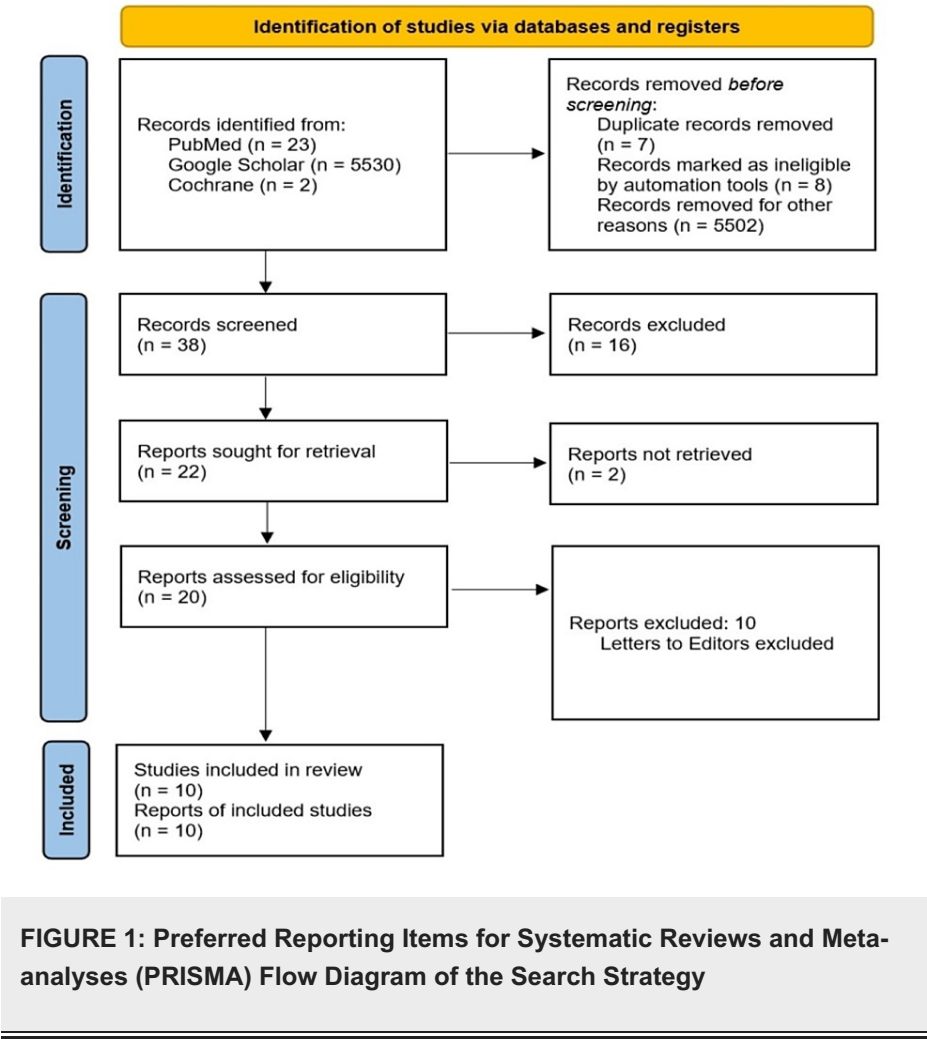 Identification of studies via databases and registers
Identification
Records identified from:
PubMed (n = 23)
Google Scholar (n = 5530)
Cochrane (n = 2)
Records removed before
screening:
Duplicate records removed
(n = 7)
Records marked as ineligible
by automation tools (n = 8)
Records removed for other
reasons (n = 5502)
Screening
Records screened
(n = 38)
Records excluded
(n = 16)
Reports sought for retrieval
(n = 22)
Reports not retrieved
(n = 2)
Reports assessed for eligibility
(n = 20)
Reports excluded: 10
Letters to Editors excluded
Included
Studies included in review
(n = 10)
Reports of included studies
(n = 10)
FIGURE 1: Preferred Reporting Items for Systematic Reviews and Meta-
analyses (PRISMA) Flow Diagram of the Search Strategy